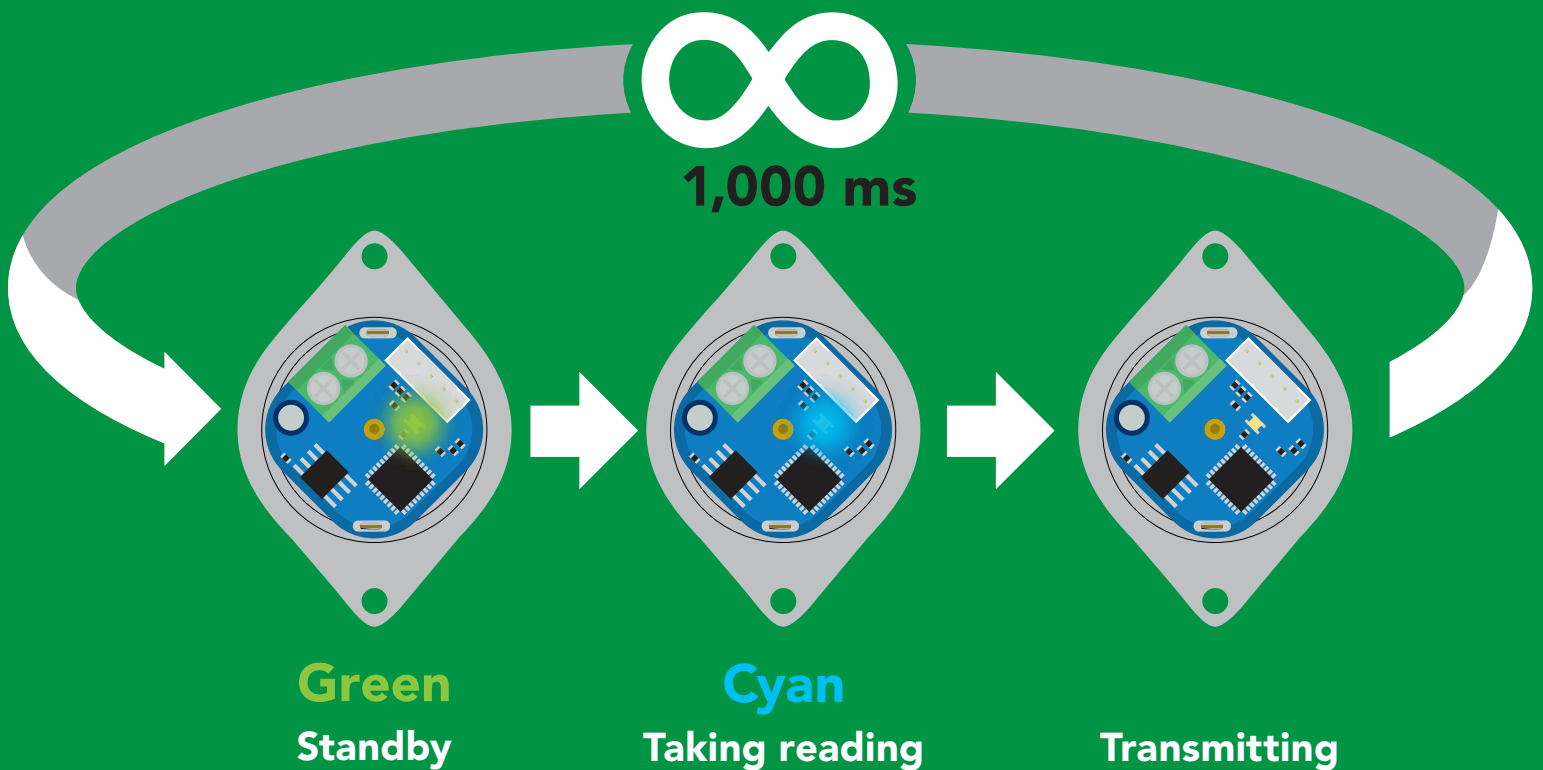 ∞
1,000 ms
Green
Standby
Cyan
Taking reading
Transmitting